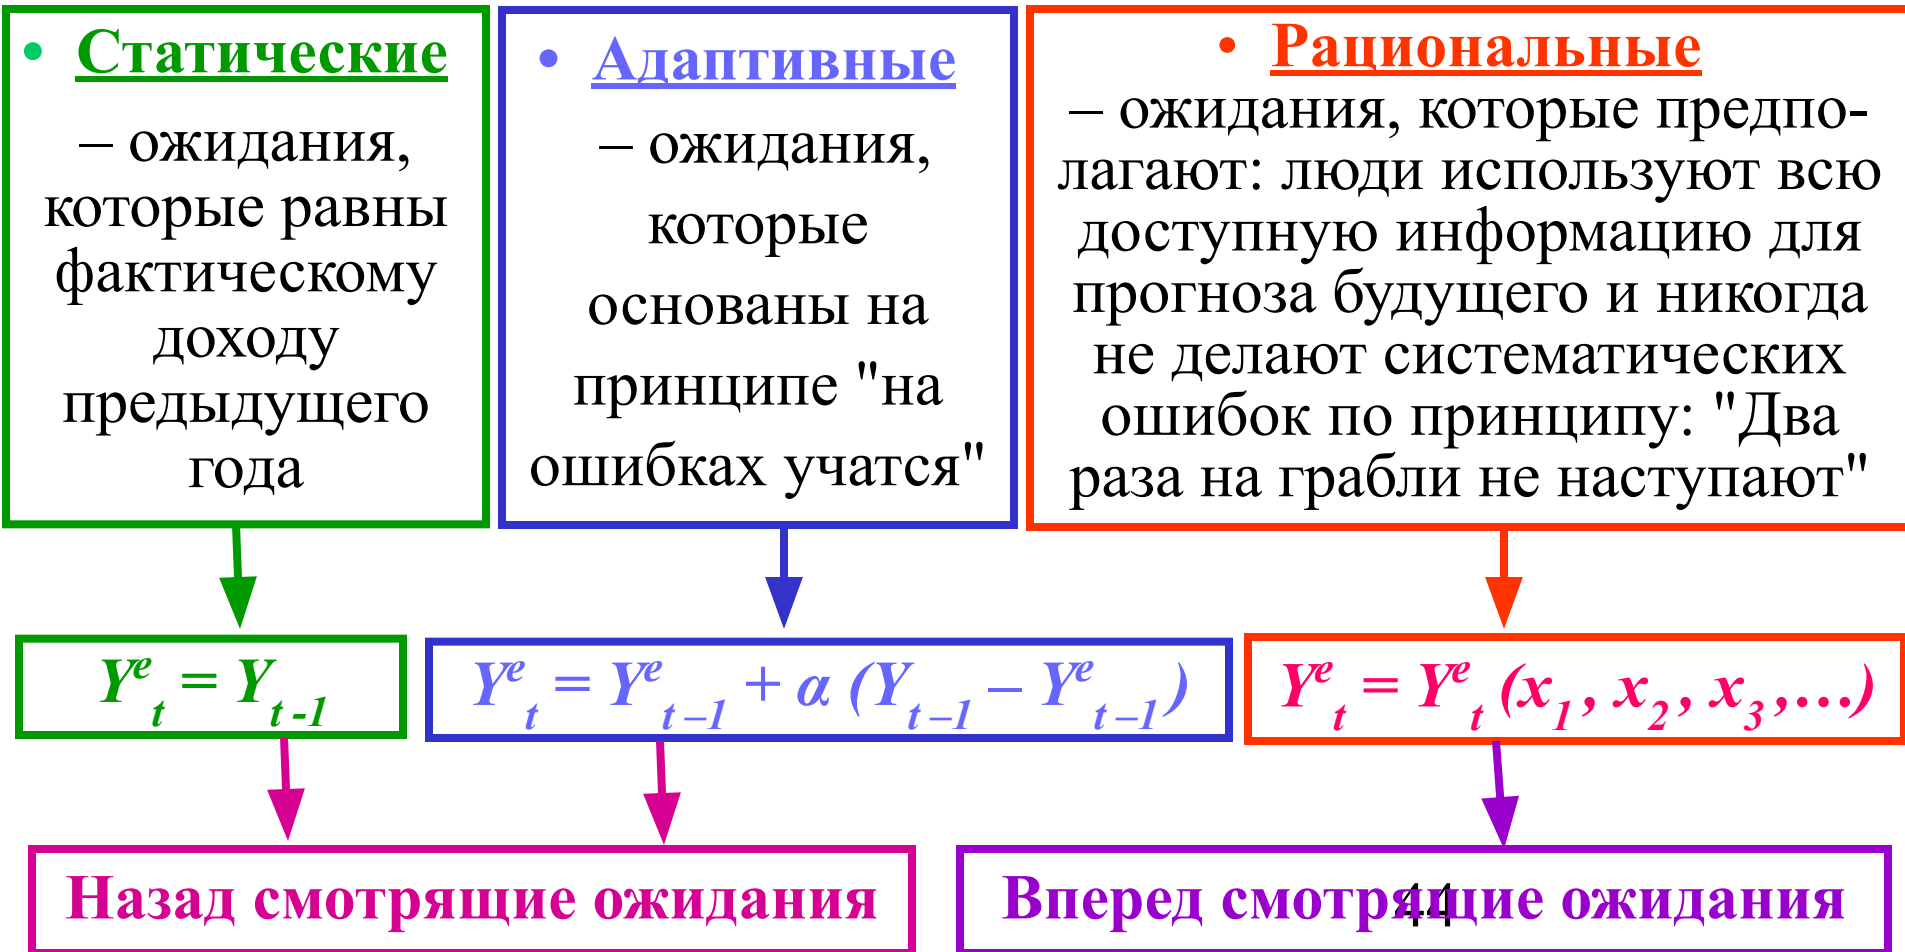 • Статические
– ожидания,
которые равны
фактическому
доходу
предыдущего
года
• Адаптивные
– ожидания,
которые
основаны на
принципе "на
ошибках учатся"
• Рациональные
– ожидания, которые предпо-
лагают: люди используют всю
доступную информацию для
прогноза будущего и никогда
не делают систематических
ошибок по принципу: "Два
раза на грабли не наступают"
Yᵉt = Yt -1
Yᵉt = Yᵉt –1 + α (Yt –1 – Yᵉt –1)
Yᵉt = Yᵉt (x1, x2, x3,…)
Назад смотрящие ожидания
Вперед смотрящие ожидания
44